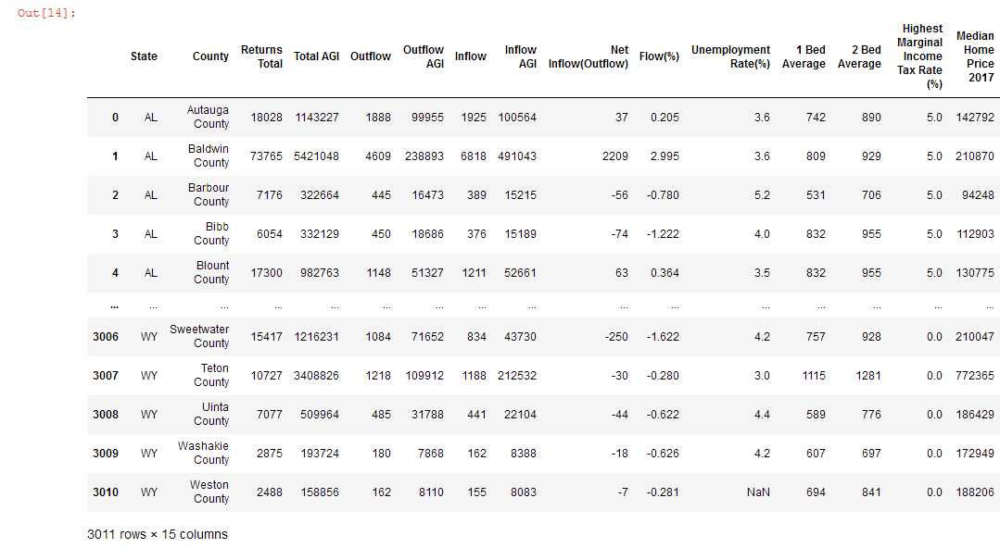 Out[14]:
State County Returns Total Total AGI Outflow Outflow AGI Inflow Inflow AGI Net Inflow(Outflow) Flow(%) Unemployment Rate(%) 1 Bed Average 2 Bed Average Highest Marginal Income Tax Rate (%) Median Home Price 2017
0 AL Autauga County 18028 1143227 1888 99955 1925 100564 37 0.205 3.6 742 890 5.0 142792
1 AL Baldwin County 73765 5421048 4609 238893 6818 491043 2209 2.995 3.6 809 929 5.0 210870
2 AL Barbour County 7176 322664 445 16473 389 15215 -56 -0.780 5.2 531 706 5.0 94248
3 AL Bibb County 6054 332129 450 18686 376 15189 -74 -1.222 4.0 832 955 5.0 112903
4 AL Blount County 17300 982763 1148 51327 1211 52661 63 0.364 3.5 832 955 5.0 130775
... ... ... ... ... ... ... ... ... ... ... ... ... ... ... ...
3006 WY Sweetwater County 15417 1216231 1084 71652 834 43730 -250 -1.622 4.2 757 928 0.0 210047
3007 WY Teton County 10727 3408826 1218 109912 1188 212532 -30 -0.280 3.0 1115 1281 0.0 772365
3008 WY Uinta County 7077 509964 485 31788 441 22104 -44 -0.622 4.4 589 776 0.0 186429
3009 WY Washakie County 2875 193724 180 7868 162 8388 -18 -0.626 4.2 607 697 0.0 172949
3010 WY Weston County 2488 158856 162 8110 155 8083 -7 -0.281 NaN 694 841 0.0 188206
3011 rows × 15 columns